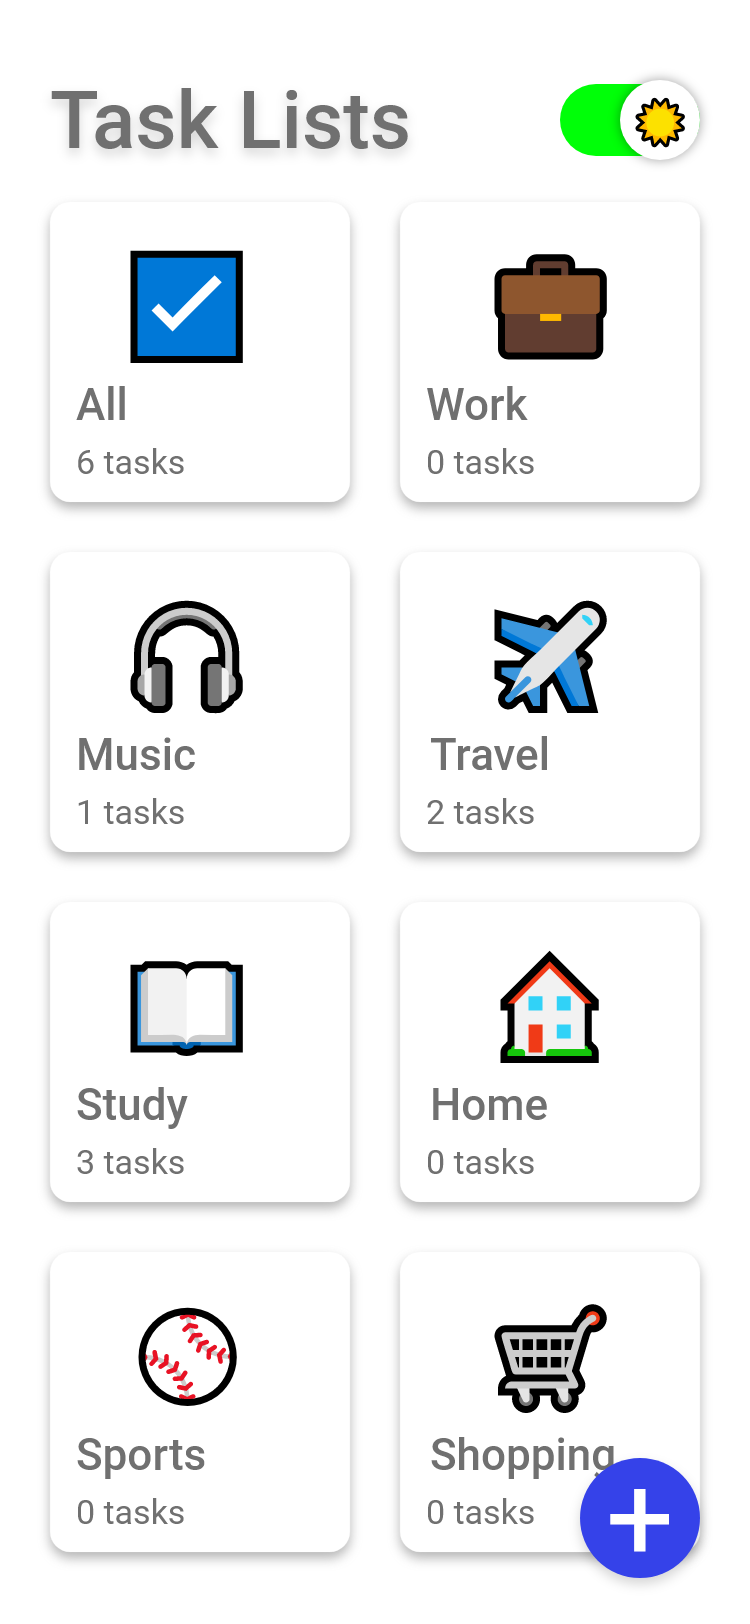 Task Lists
All
6 tasks
Work
0 tasks
Music
1 tasks
Travel
2 tasks
Study
3 tasks
Home
0 tasks
Sports
0 tasks
Shopping
0 tasks